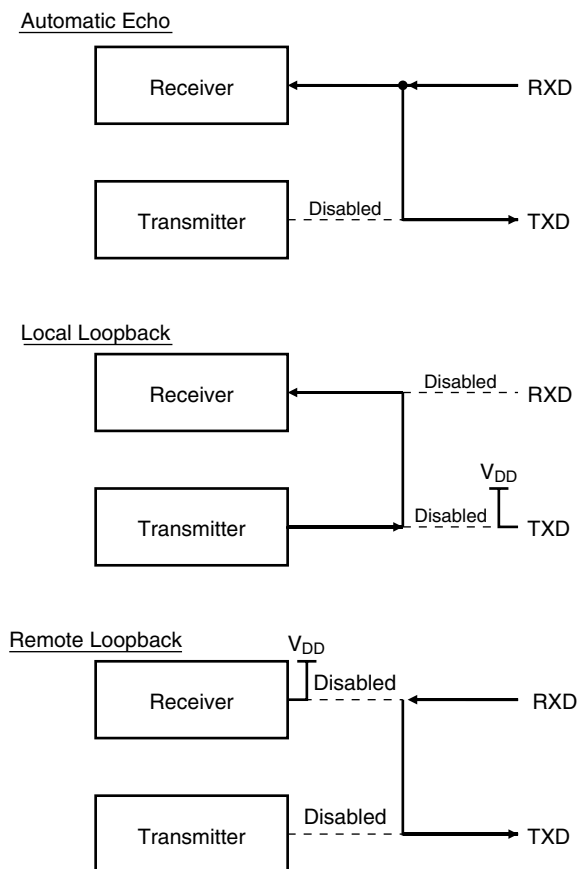 Automatic Echo
Receiver
RXD
Transmitter
Disabled
TXD
Local Loopback
Receiver
Disabled
RXD
VDD
Transmitter
Disabled
TXD
Remote Loopback
VDD
Receiver
Disabled
RXD
Transmitter
Disabled
TXD